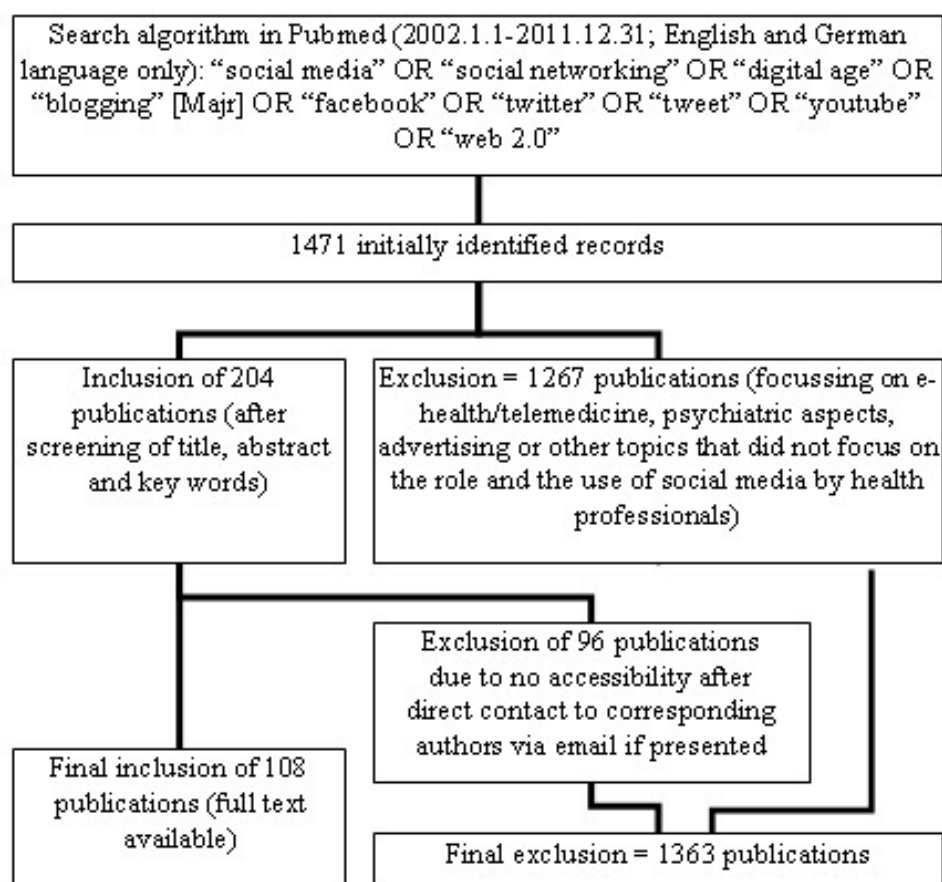 Search algorithm in Pubmed (2002.1.1-2011.12.31; English and German
language only): “social media” OR “social networking” OR “digital age” OR
“blogging” [Majr] OR “facebook” OR “twitter” OR “tweet” OR “youtube”
OR “web 2.0”
1471 initially identified records
Inclusion of 204
publications (after
screening of title, abstract
and key words)
Exclusion = 1267 publications (focussing on e-
health/telemedicine, psychiatric aspects,
advertising or other topics that did not focus on
the role and the use of social media by health
professionals)
Exclusion of 96 publications
due to no accessibility after
direct contact to corresponding
authors via email if presented
Final inclusion of 108
publications (full text
available)
Final exclusion = 1363 publications